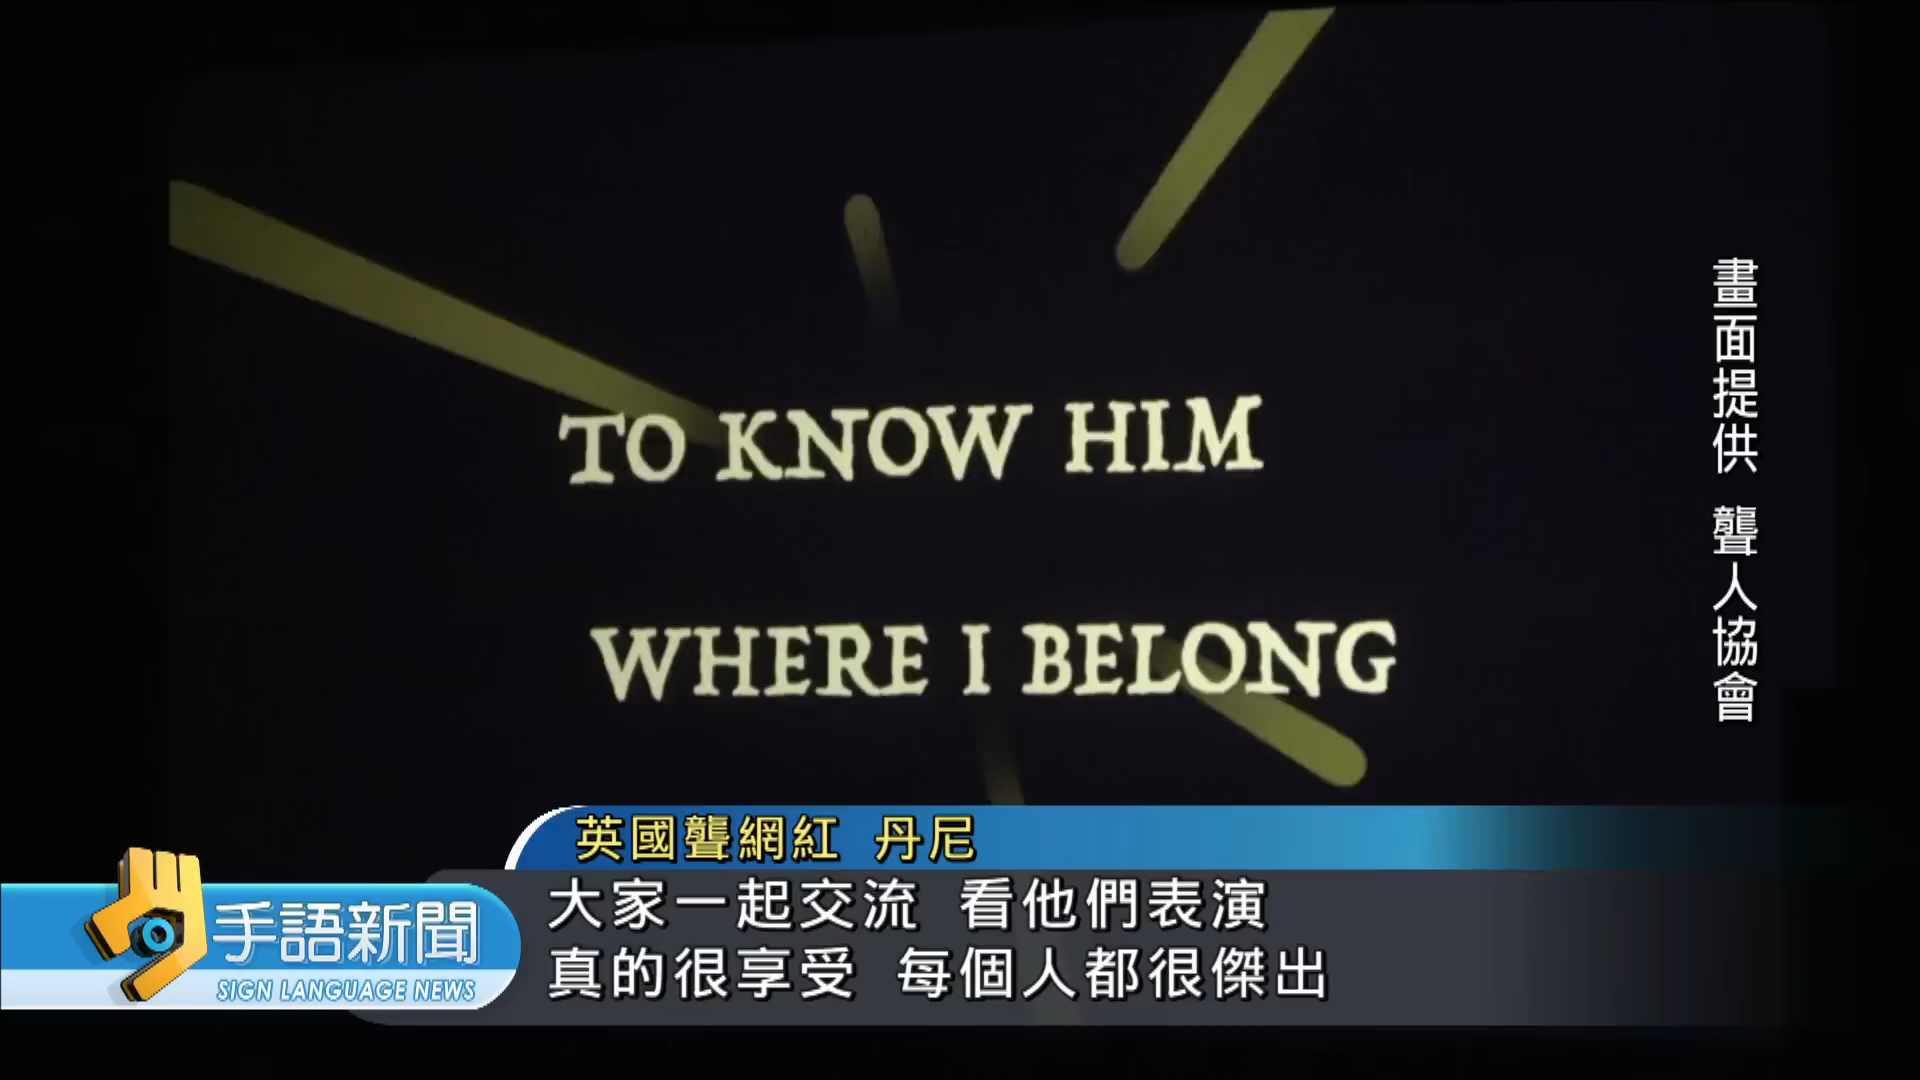 TO KNOW HIM
WHERE I BELONG
畫面提供 聾人協會
英國聾網紅 丹尼
大家一起交流 看他們表演
真的很享受 每個人都很傑出
手語新聞
SIGN LANGUAGE NEWS